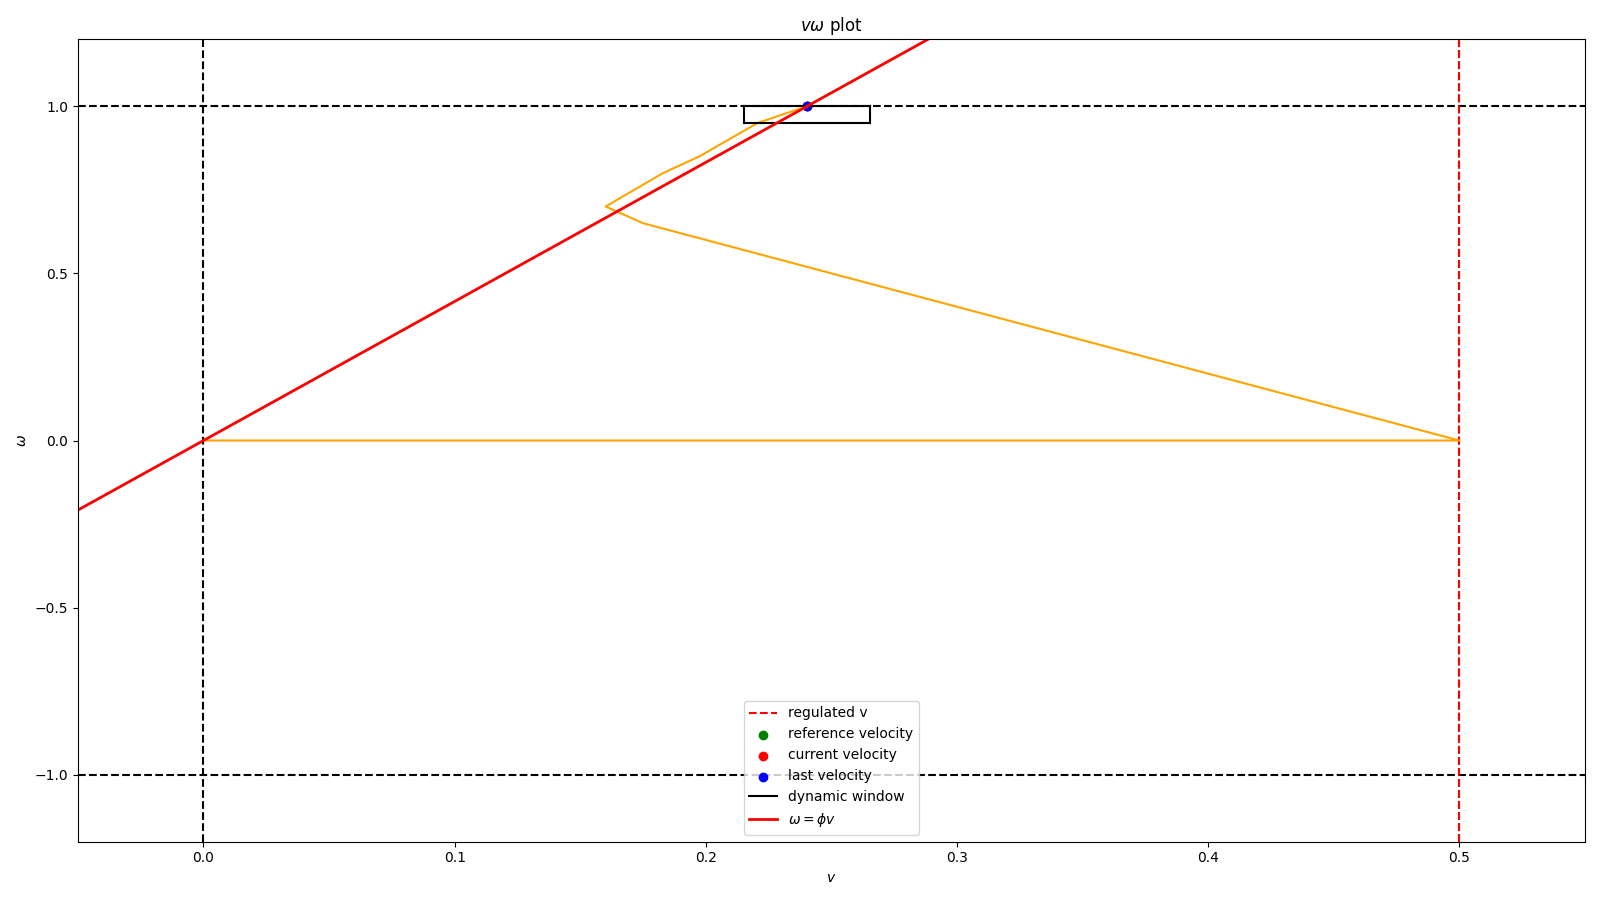 vω plot
1.0
0.5
0.0
−0.5
−1.0
ω
0.0 0.1 0.2 0.3 0.4 0.5
v
regulated v
reference velocity
current velocity
last velocity
dynamic window
ω = ϕv